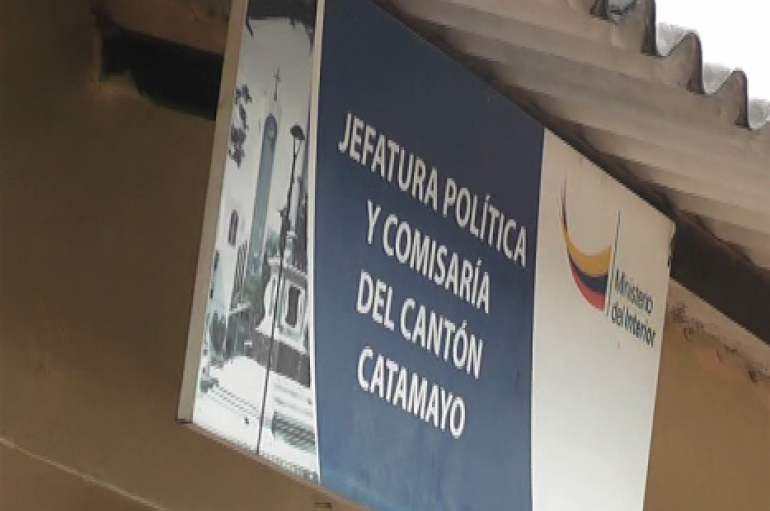 JEFATURA POLÍTICA
Y COMISARÍA
DEL CANTÓN
CATAMAYO
Ministerio
del Interior